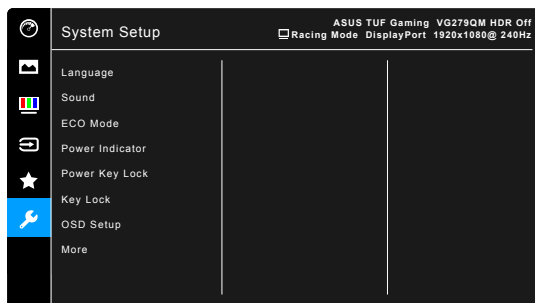 System Setup
ASUS TUF Gaming VG279QM HDR Off
Racing Mode DisplayPort 1920x1080@ 240Hz
Language
Sound
ECO Mode
Power Indicator
Power Key Lock
Key Lock
OSD Setup
More